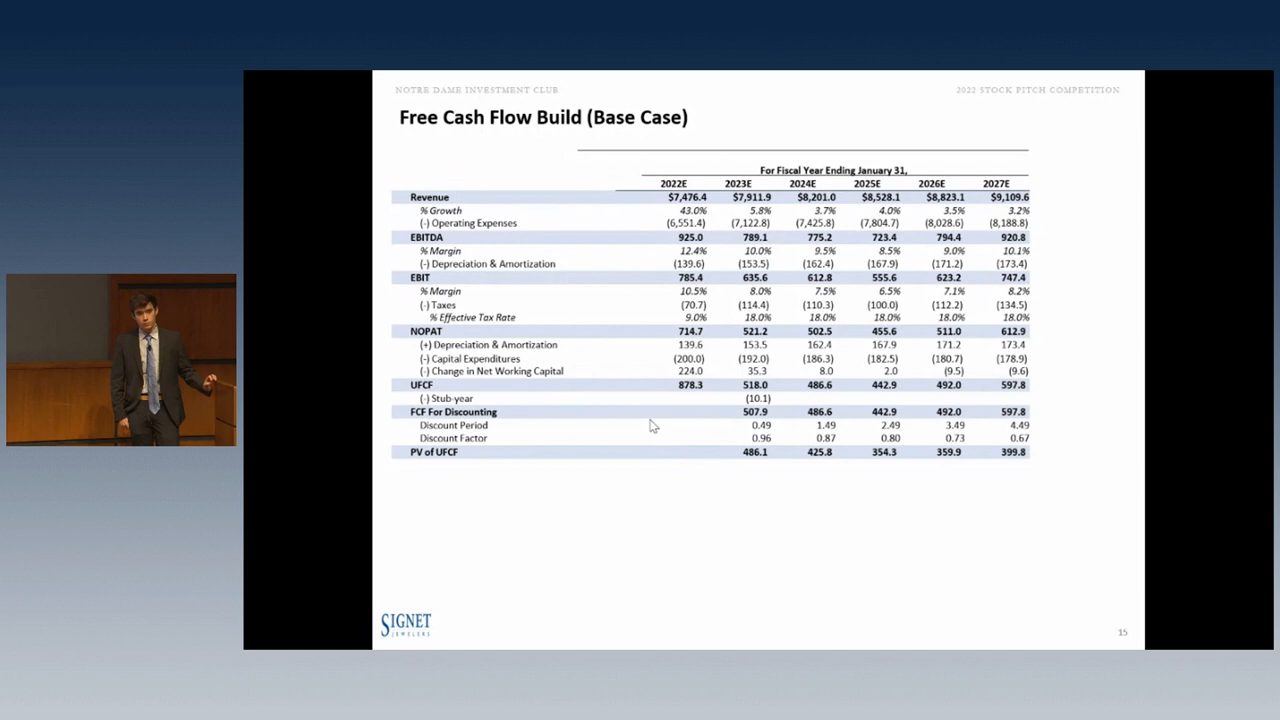 NOTRE DAME INVESTMENT CLUB 2022 STOCK PITCH COMPETITION
Free Cash Flow Build (Base Case)
For Fiscal Year Ending January 31,
2022E 2023E 2024E 2025E 2026E 2027E
Revenue $7,476.4 $7,911.9 $8,201.0 $8,528.1 $8,823.1 $9,109.6
% Growth 43.0% 5.8% 3.7% 4.0% 3.5% 3.2%
(-) Operating Expenses (6,551.4) (7,122.8) (7,425.8) (7,804.7) (8,028.6) (8,188.8)
EBITDA 925.0 789.1 775.2 723.4 794.4 920.8
% Margin 12.4% 10.0% 9.5% 8.5% 9.0% 10.1%
(-) Depreciation & Amortization (139.6) (153.5) (162.4) (167.9) (171.2) (173.4)
EBIT 785.4 635.6 612.8 555.6 623.2 747.4
% Margin 10.5% 8.0% 7.5% 6.5% 7.1% 8.2%
(-) Taxes (70.7) (114.4) (110.3) (100.0) (112.2) (134.5)
% Effective Tax Rate 9.0% 18.0% 18.0% 18.0% 18.0% 18.0%
NOPAT 714.7 521.2 502.5 455.6 511.0 612.9
(+) Depreciation & Amortization 139.6 153.5 162.4 167.9 171.2 173.4
(-) Capital Expenditures (200.0) (192.0) (186.3) (182.5) (180.7) (178.9)
(-) Change in Net Working Capital 224.0 35.3 8.0 2.0 (9.5) (9.6)
UFCF 878.3 518.0 486.6 442.9 492.0 597.8
(-) Stub-year (10.1)
FCF For Discounting 507.9 486.6 442.9 492.0 597.8
Discount Period 0.49 1.49 2.49 3.49 4.49
Discount Factor 0.96 0.87 0.80 0.73 0.67
PV of UFCF 486.1 425.8 354.3 359.9 399.8
SIGNET
JEWELERS
15